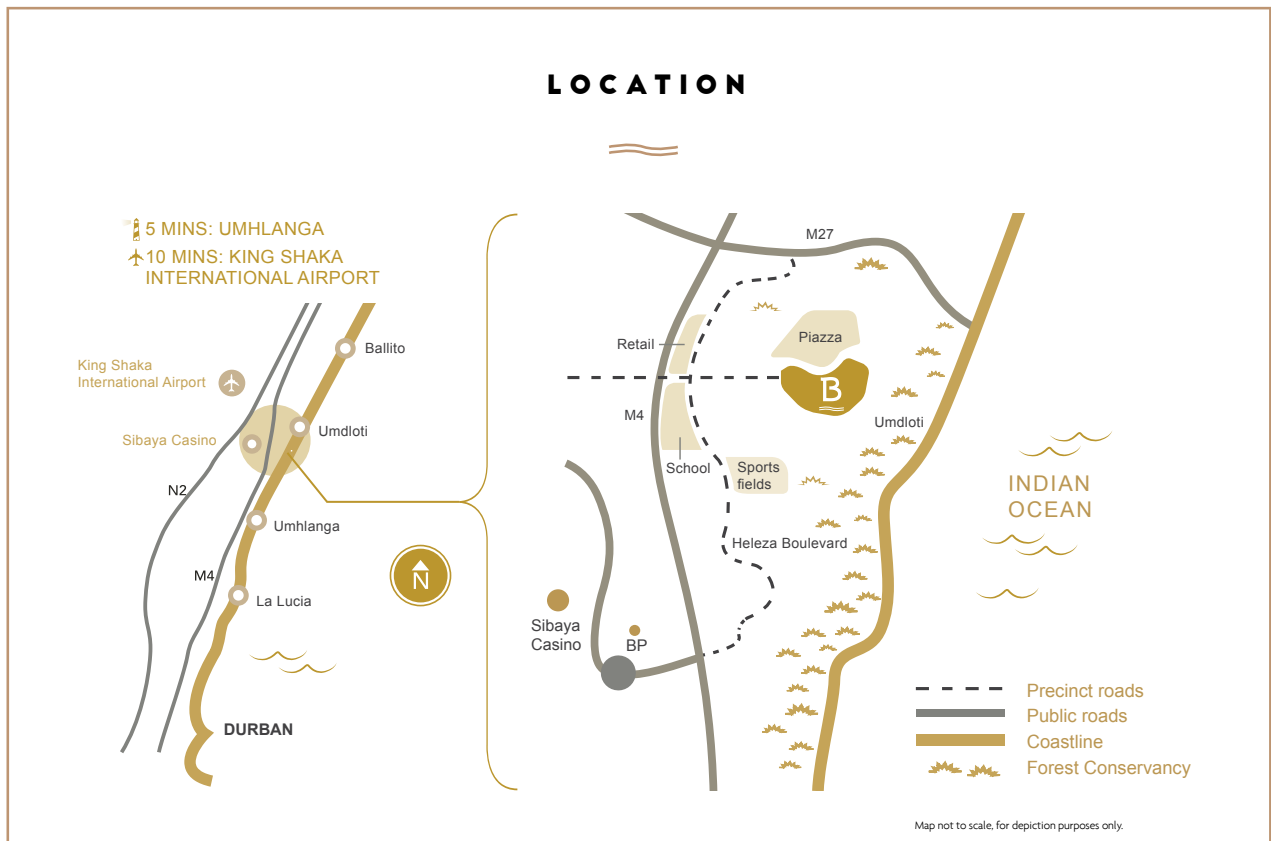 LOCATION
5 MINS: UMHLANGA
10 MINS: KING SHAKA
INTERNATIONAL AIRPORT
Ballito
King Shaka
International Airport
Umdloti
Sibaya Casino
N2
Umhlanga
M4
La Lucia
DURBAN
N
M27
Retail
Piazza
B
M4
Umdloti
School
Sports
fields
Heleza Boulevard
INDIAN
OCEAN
Sibaya
Casino
BP
Precinct roads
Public roads
Coastline
Forest Conservancy
Map not to scale, for depiction purposes only.